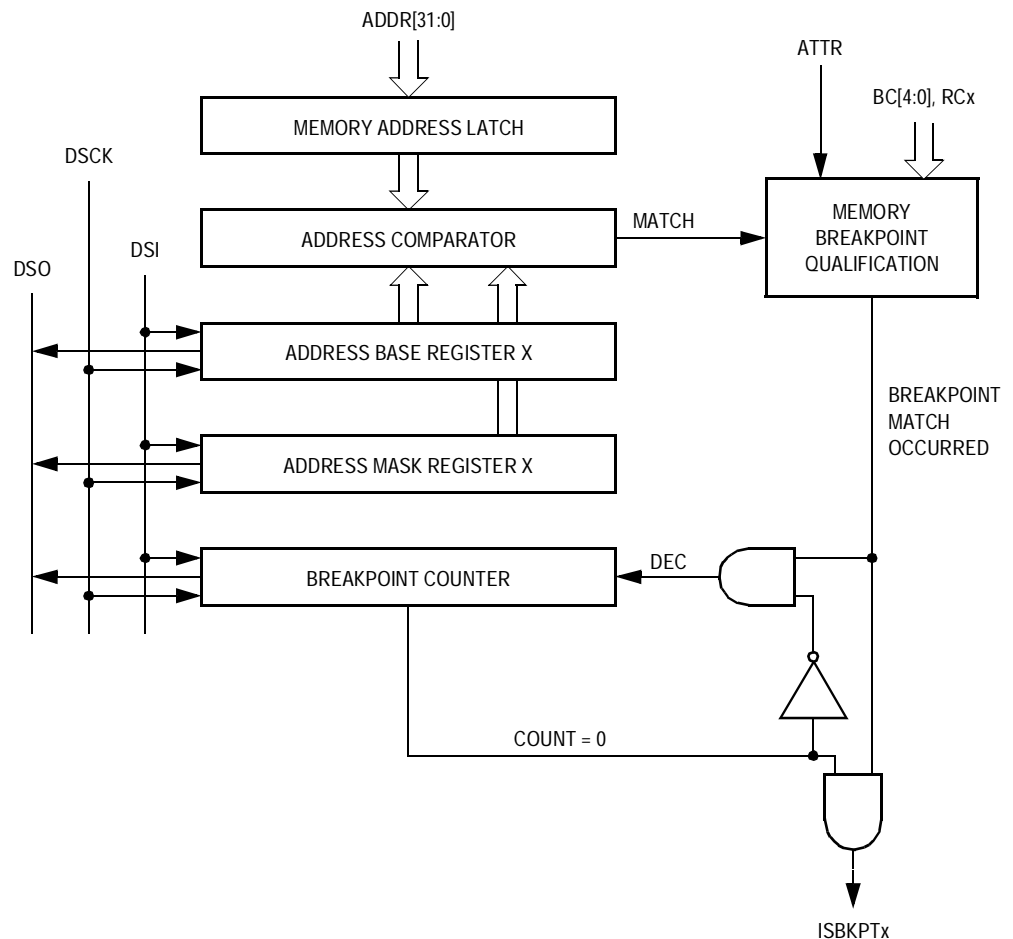 ADDR[31:0]
ATTR
BC[4:0], RCx
MEMORY ADDRESS LATCH
DSCK
MEMORY
BREAKPOINT
QUALIFICATION
MATCH
ADDRESS COMPARATOR
DSI
DSO
ADDRESS BASE REGISTER X
BREAKPOINT
MATCH
OCCURRED
ADDRESS MASK REGISTER X
DEC
BREAKPOINT COUNTER
COUNT = 0
ISBKPTx